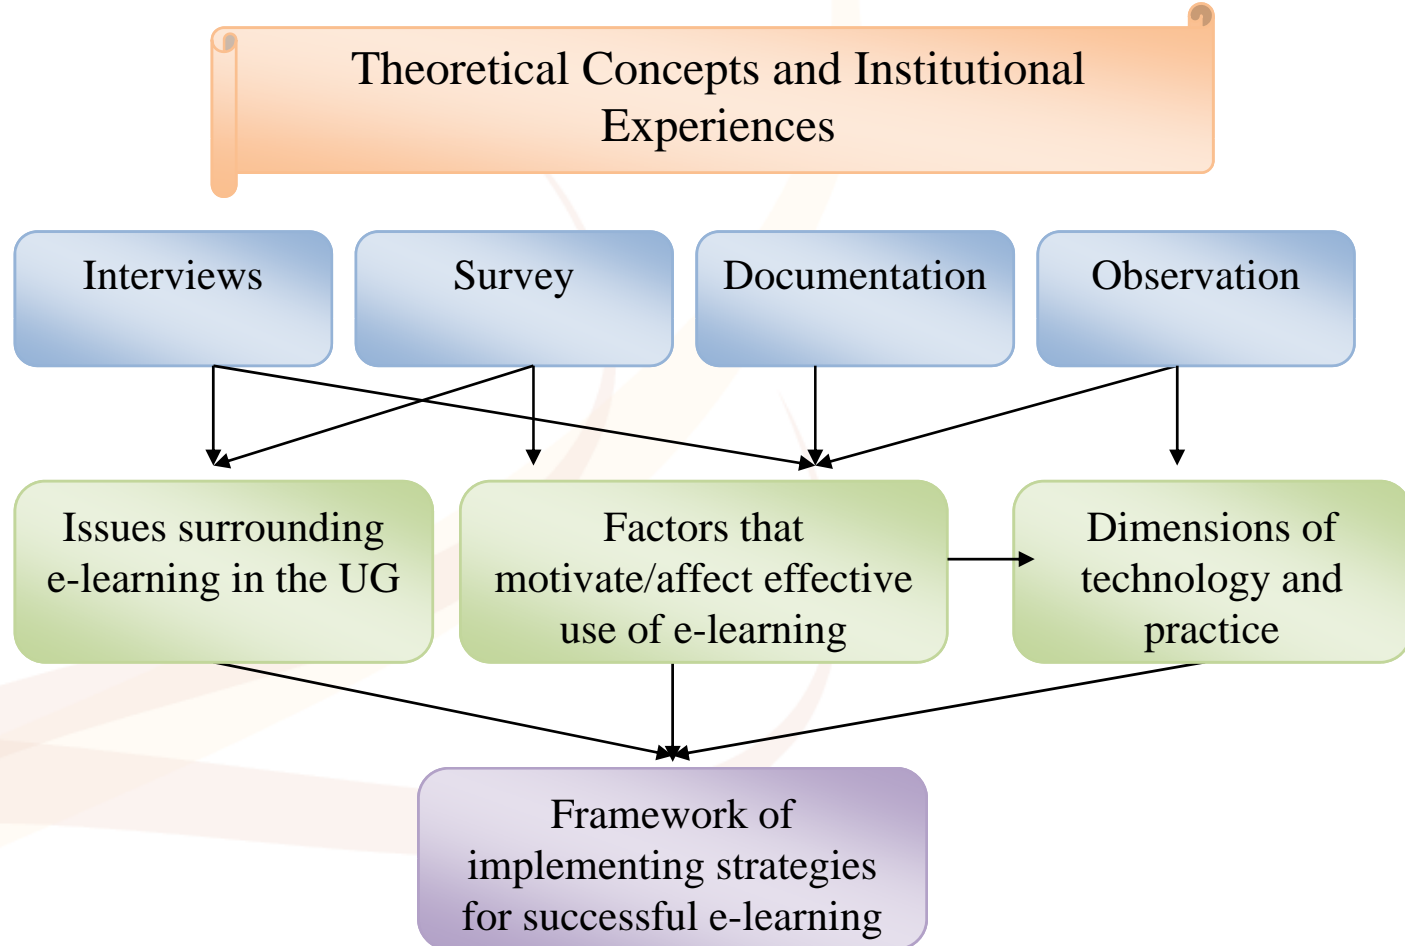 Theoretical Concepts and Institutional
Experiences
Interviews
Survey
Documentation
Observation
Issues surrounding
e-learning in the UG
Factors that
motivate/affect effective
use of e-learning
Dimensions of
technology and
practice
Framework of
implementing strategies
for successful e-learning